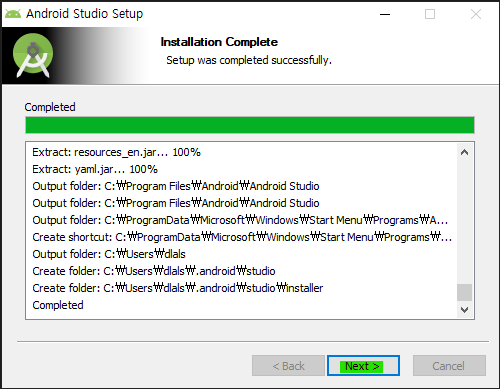 Android Studio Setup
Installation Complete
Setup was completed successfully.
Completed
Extract: resources_en.jar... 100%
Extract: yaml.jar... 100%
Output folder: C:₩Program Files₩Android₩Android Studio
Output folder: C:₩Program Files₩Android₩Android Studio
Output folder: C:₩ProgramData₩Microsoft₩Windows₩Start Menu₩Programs₩A...
Create shortcut: C:₩ProgramData₩Microsoft₩Windows₩Start Menu₩Programs₩...
Output folder: C:₩Users₩dlals
Create folder: C:₩Users₩dlals₩.android₩studio
Create folder: C:₩Users₩dlals₩.android₩studio₩installer
Completed
< Back
Next >
Cancel